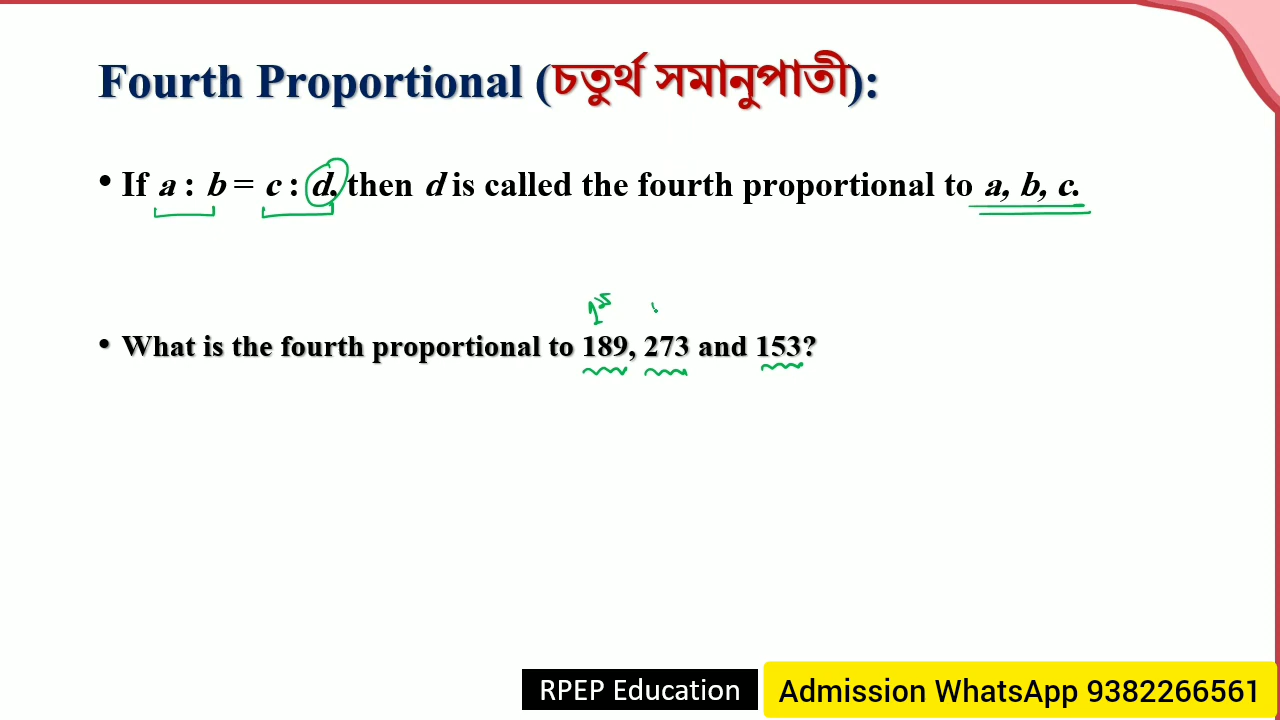 Fourth Proportional (চতুর্থ সমানুপাতী):
• If a : b = c : d, then d is called the fourth proportional to a, b, c.
• What is the fourth proportional to 189, 273 and 153?
RPEP Education
Admission WhatsApp 9382266561